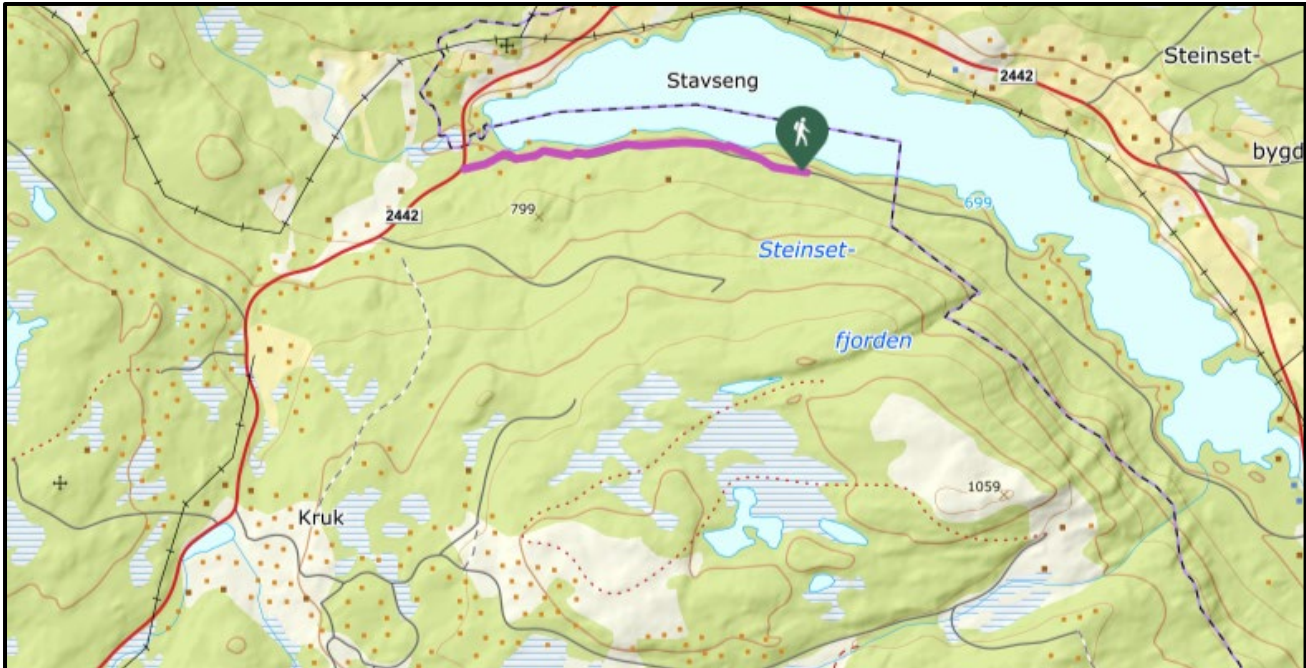 Steinset-
2442
Stavseng
bygd
699
799
2442
Steinset-
fjorden
1059
Kruk